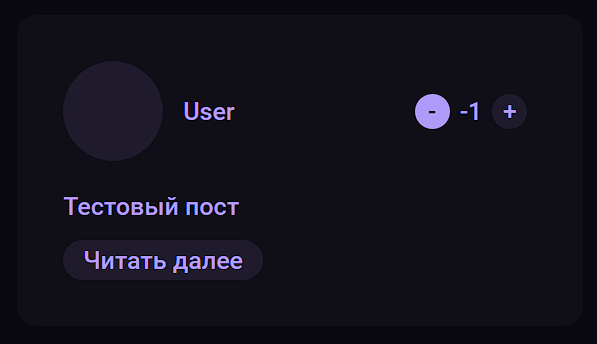 User - -1 +
Тестовый пост
Читать далее